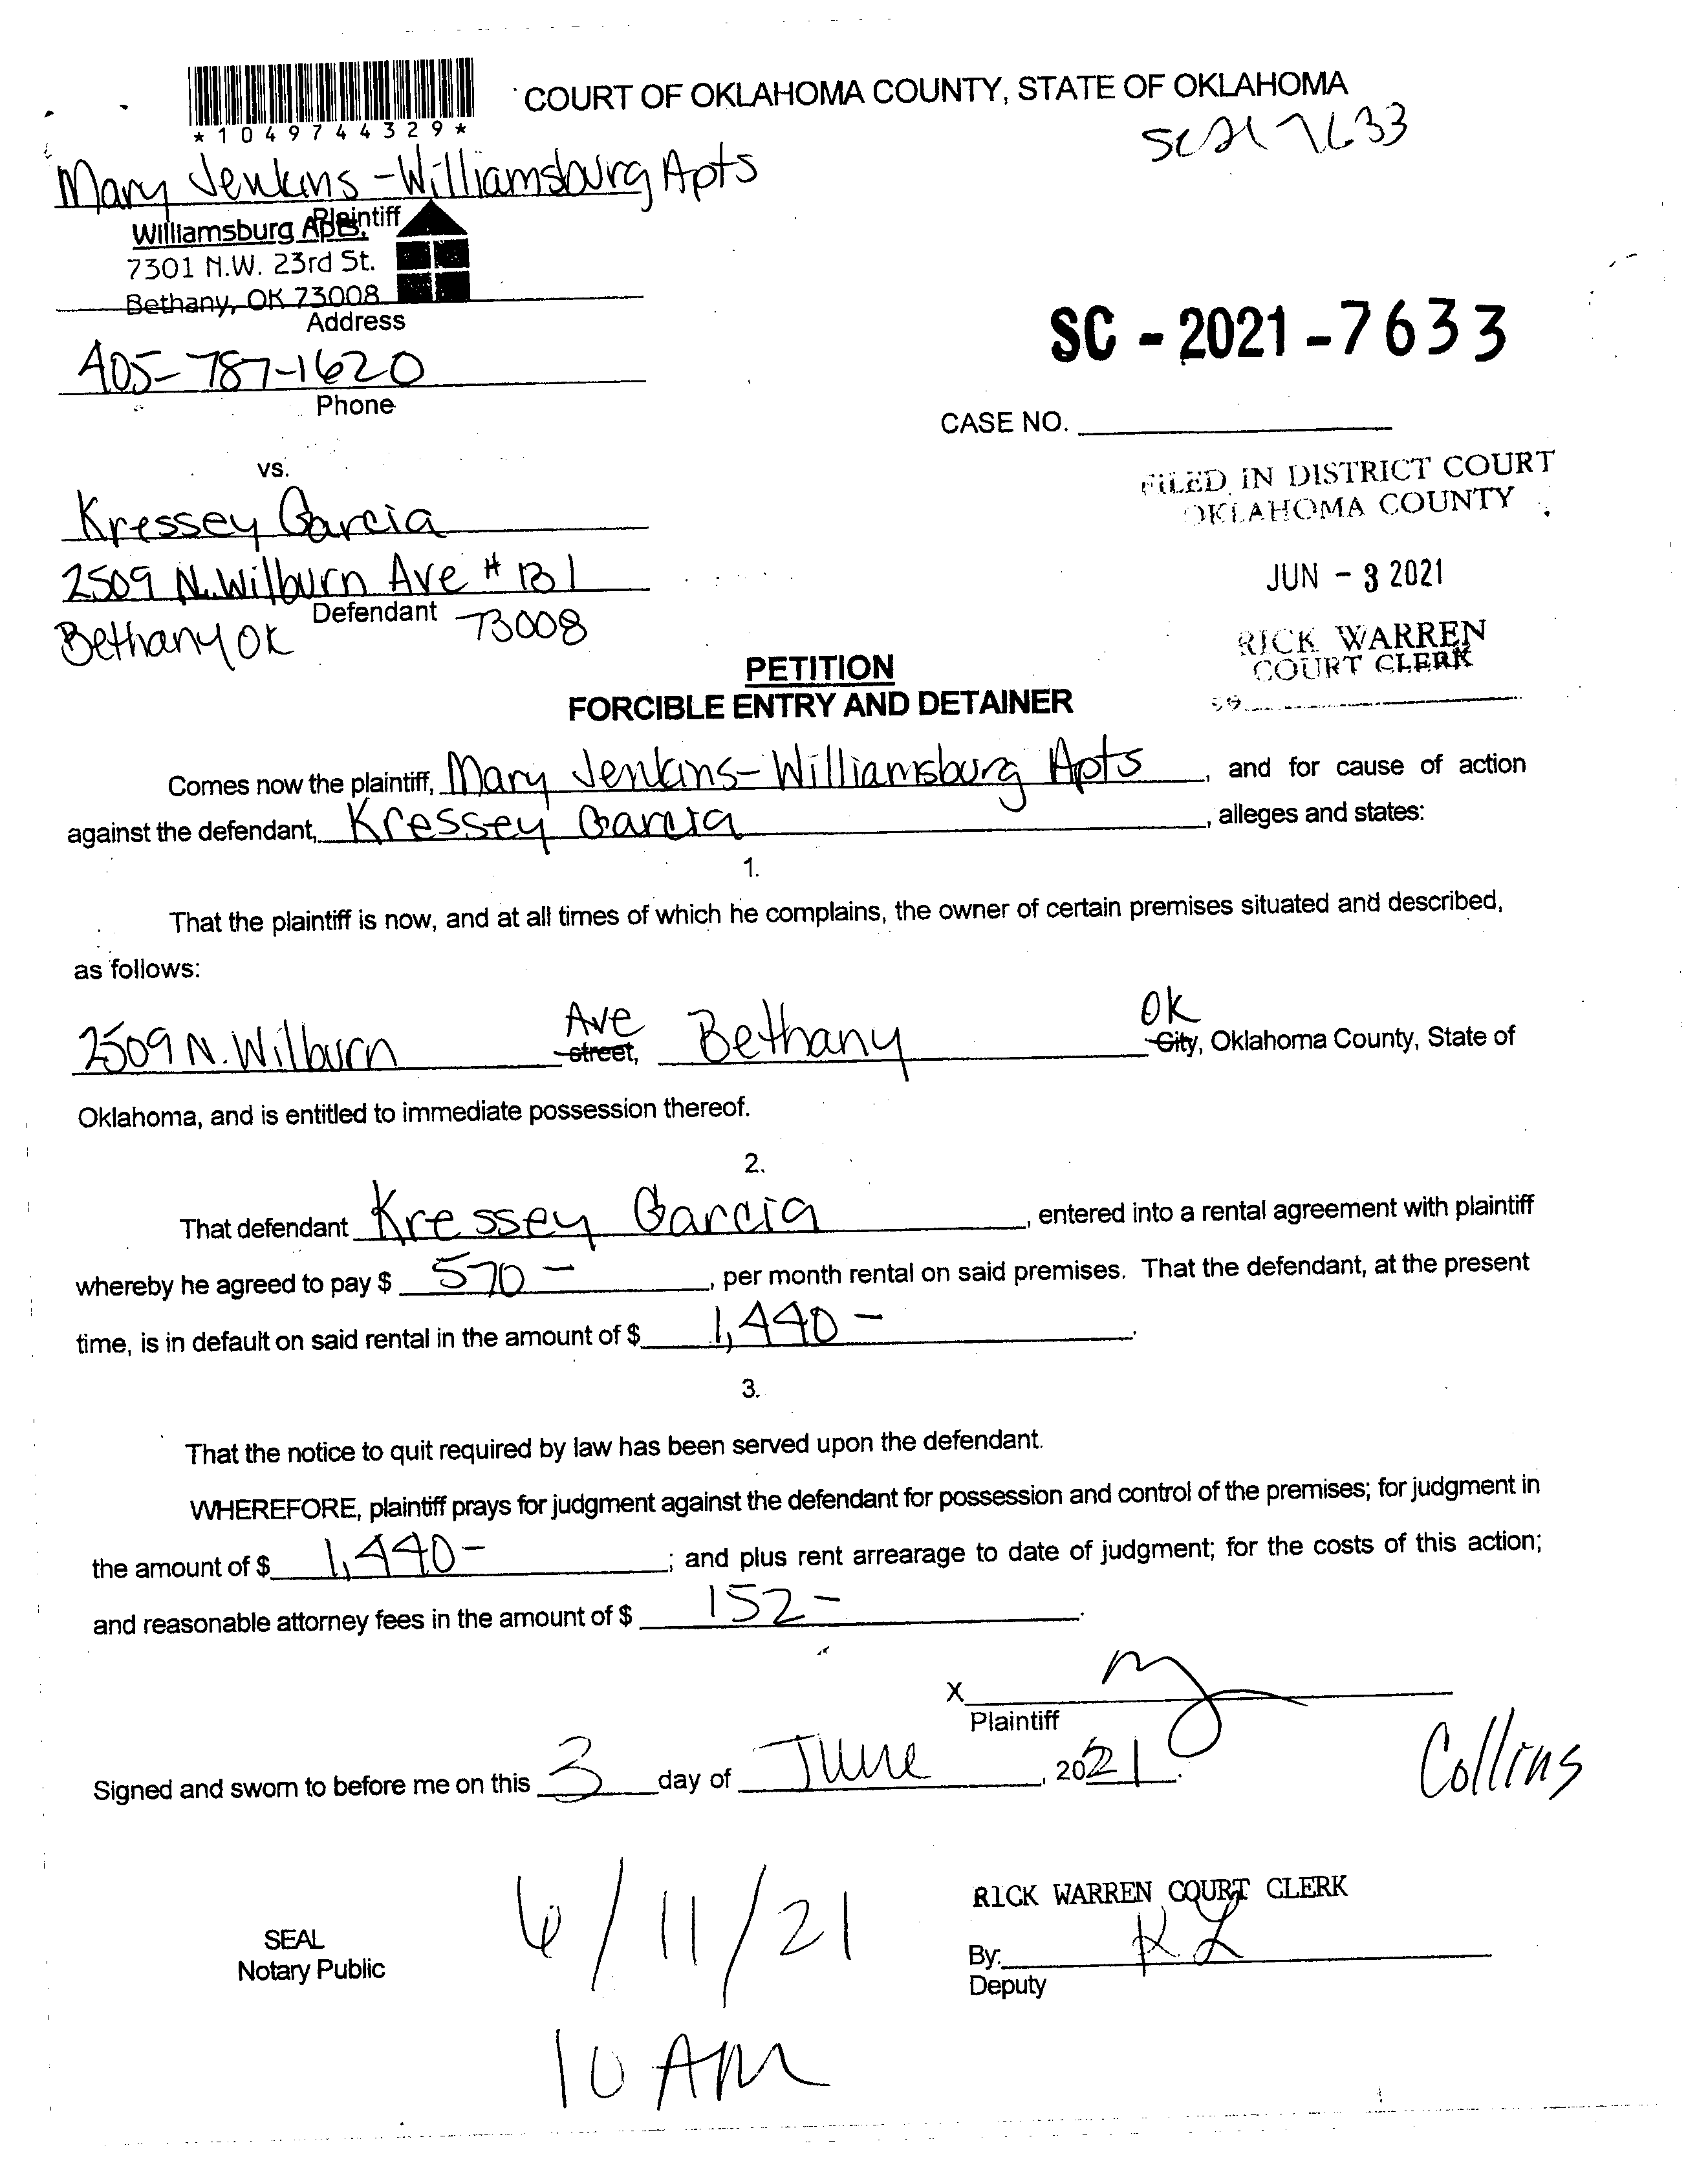 COURT OF OKLAHOMA COUNTY, STATE OF OKLAHOMA
*1049744329*
SC21 7633
Mary Jenkins-Williamsburg Apts
Plaintiff
Williamsburg Apts.
7301 N.W. 23rd St.
Bethany, OK 73008
Address
SC-2021-7633
405-787-1620
Phone
CASE NO.
vs.
FILED IN DISTRICT COURT
OKLAHOMA COUNTY
Kressey Garcia
JUN - 3 2021
2509 N. Wilburn Ave # 131
Defendant
Bethany OK 73008
RICK WARREN
COURT CLERK
59
PETITION
FORCIBLE ENTRY AND DETAINER
Comes now the plaintiff, Mary Jenkins-Williamsburg Apts, and for cause of action
against the defendant, Kressey Garcia, alleges and states:
1.
That the plaintiff is now, and at all times of which he complains, the owner of certain premises situated and described,
as follows:
2509 N. Wilburn Ave street, Bethany OK City, Oklahoma County, State of
Oklahoma, and is entitled to immediate possession thereof.
2.
That defendant Kressey Garcia, entered into a rental agreement with plaintiff
whereby he agreed to pay $ 570-, per month rental on said premises. That the defendant, at the present
time, is in default on said rental in the amount of $ 1,440-.
3.
That the notice to quit required by law has been served upon the defendant.
WHEREFORE, plaintiff prays for judgment against the defendant for possession and control of the premises; for judgment in
the amount of $ 1,440-; and plus rent arrearage to date of judgment; for the costs of this action;
and reasonable attorney fees in the amount of $ 152-.
X
Plaintiff
Signed and sworn to before me on this 3 day of June, 2021.
Collins
RICK WARREN COURT CLERK
SEAL
Notary Public
6/11/21
By: KL
Deputy
10 AM